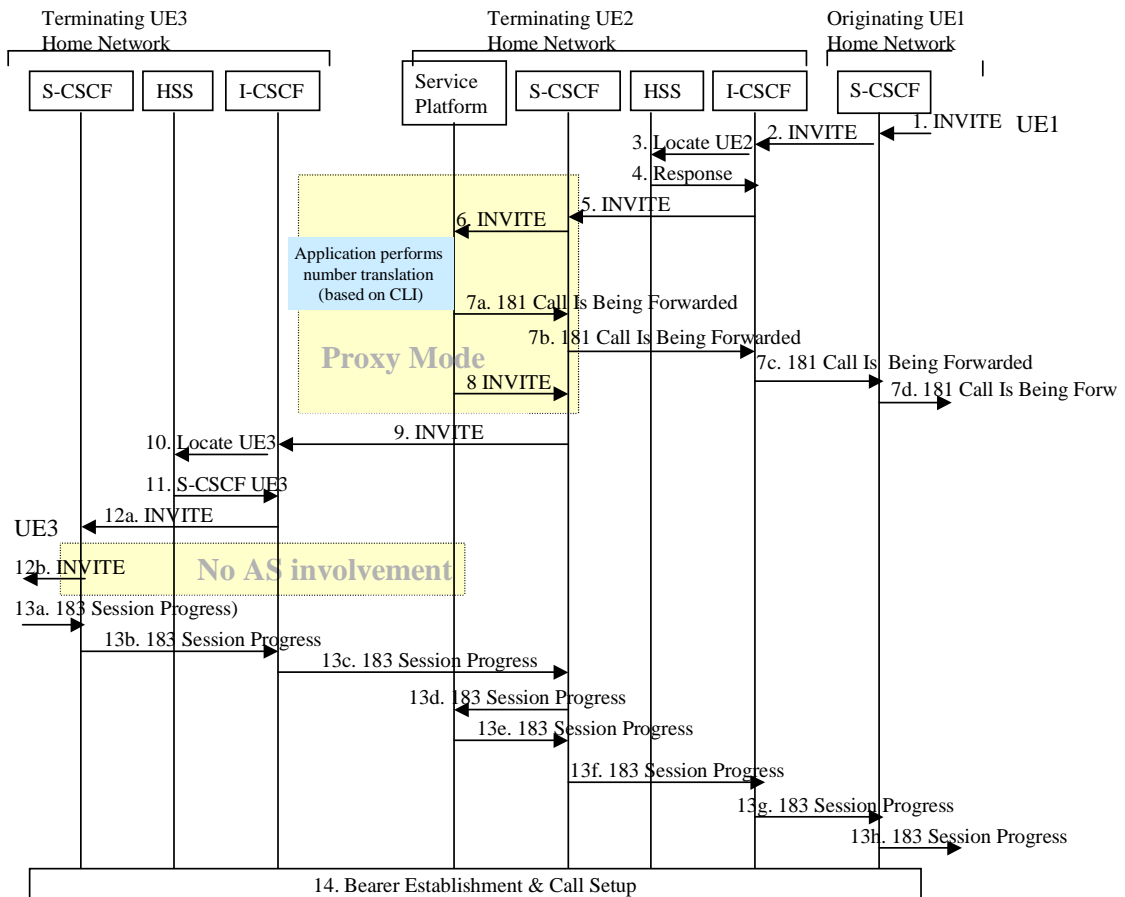 Terminating UE3
Home Network
Terminating UE2
Home Network
Originating UE1
Home Network
S-CSCF
HSS
I-CSCF
Service
Platform
S-CSCF
HSS
I-CSCF
S-CSCF
1. INVITE
UE1
2. INVITE
3. Locate UE2
4. Response
5. INVITE
6. INVITE
Application performs
number translation
(based on CLI)
7a. 181 Call Is Being Forwarded
7b. 181 Call Is Being Forwarded
Proxy Mode
7c. 181 Call Is Being Forwarded
8 INVITE
7d. 181 Call Is Being Forw
9. INVITE
10. Locate UE3
11. S-CSCF UE3
12a. INVITE
UE3
12b. INVITE
No AS involvement
13a. 183 Session Progress)
13b. 183 Session Progress
13c. 183 Session Progress
13d. 183 Session Progress
13e. 183 Session Progress
13f. 183 Session Progress
13g. 183 Session Progress
13h. 183 Session Progress
14. Bearer Establishment & Call Setup